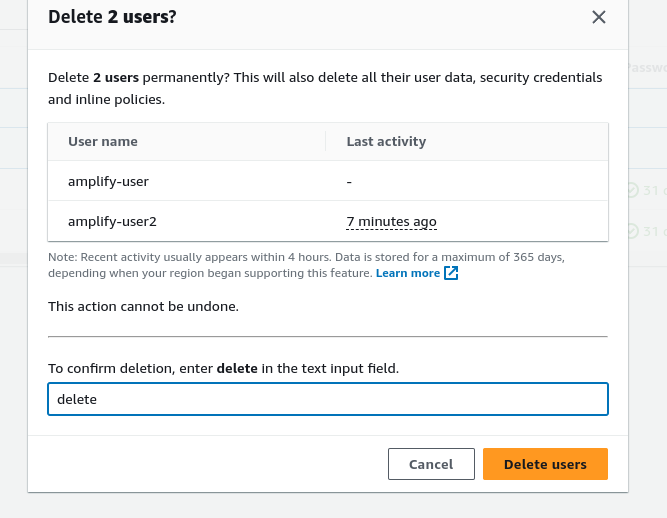 Delete 2 users?
Delete 2 users permanently? This will also delete all their user data, security credentials
and inline policies.
User name Last activity
amplify-user -
amplify-user2 7 minutes ago
Note: Recent activity usually appears within 4 hours. Data is stored for a maximum of 365 days,
depending when your region began supporting this feature. Learn more
This action cannot be undone.
To confirm deletion, enter delete in the text input field.
delete
Cancel Delete users
31
31